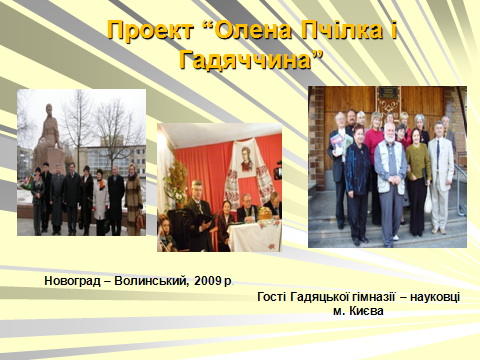 Проект “Олена Пчілка і
Гадяччина”
Новоград – Волинський, 2009 р
Гості Гадяцької гімназії – науковці
м. Києва